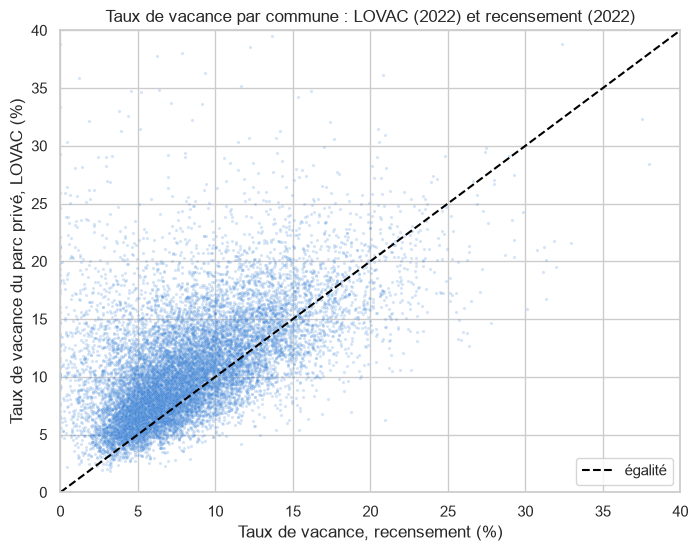 Taux de vacance par commune : LOVAC (2022) et recensement (2022)
Taux de vacance du parc privé, LOVAC (%)
40
35
30
25
20
15
10
5
0
0 5 10 15 20 25 30 35 40
égalité
Taux de vacance, recensement (%)